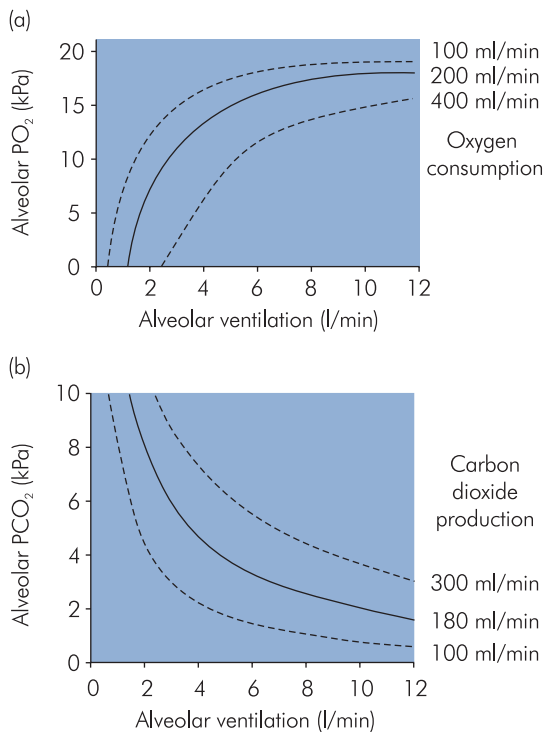 (a)
20
15
10
5
0
Alveolar PO₂ (kPa)
0 2 4 6 8 10 12
Alveolar ventilation (l/min)
100 ml/min
200 ml/min
400 ml/min
Oxygen
consumption
(b)
10
8
6
4
2
0
Alveolar PCO₂ (kPa)
0 2 4 6 8 10 12
Alveolar ventilation (l/min)
Carbon
dioxide
production
300 ml/min
180 ml/min
100 ml/min